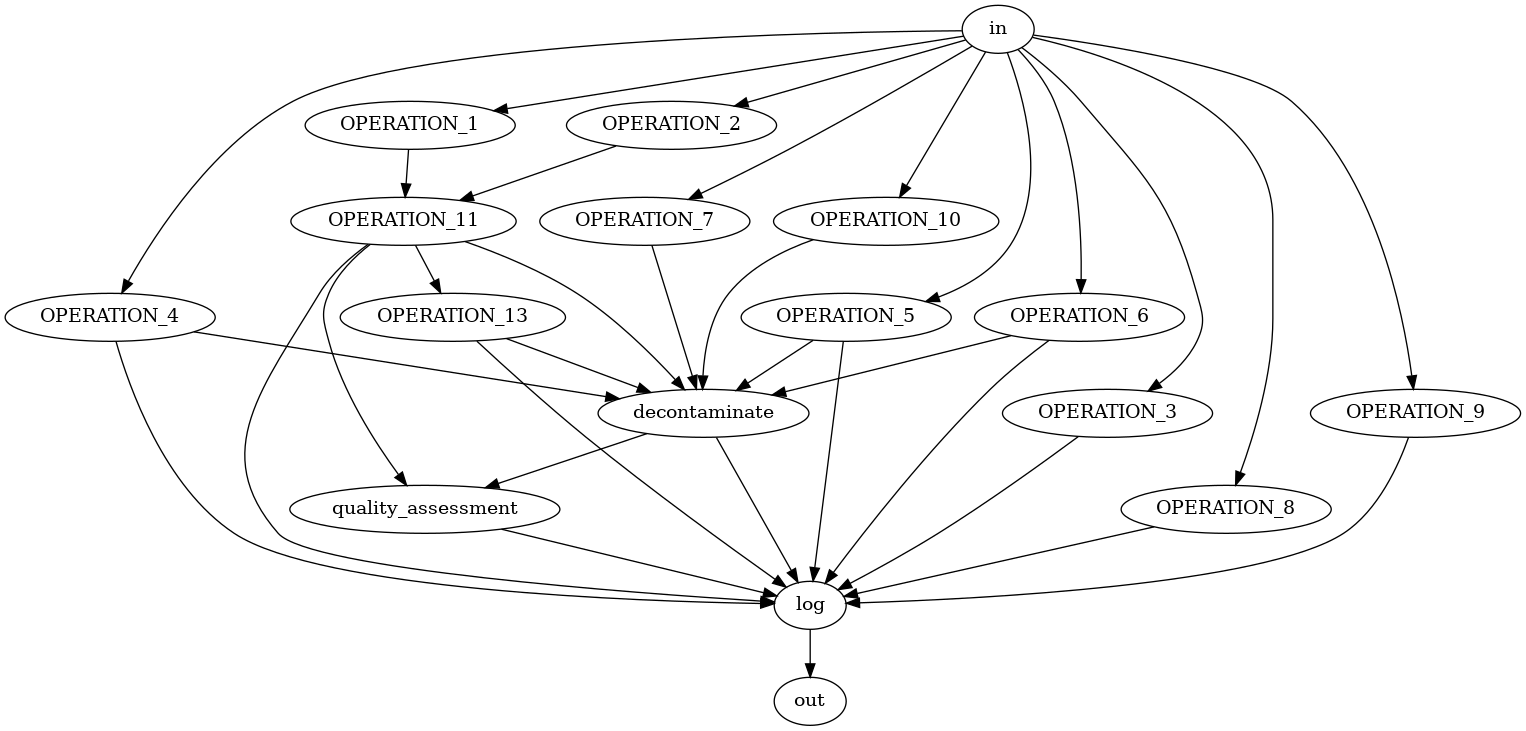 in
OPERATION_1
OPERATION_2
OPERATION_11
OPERATION_7
OPERATION_10
OPERATION_4
OPERATION_13
OPERATION_5
OPERATION_6
decontaminate
OPERATION_3
OPERATION_9
quality_assessment
OPERATION_8
log
out